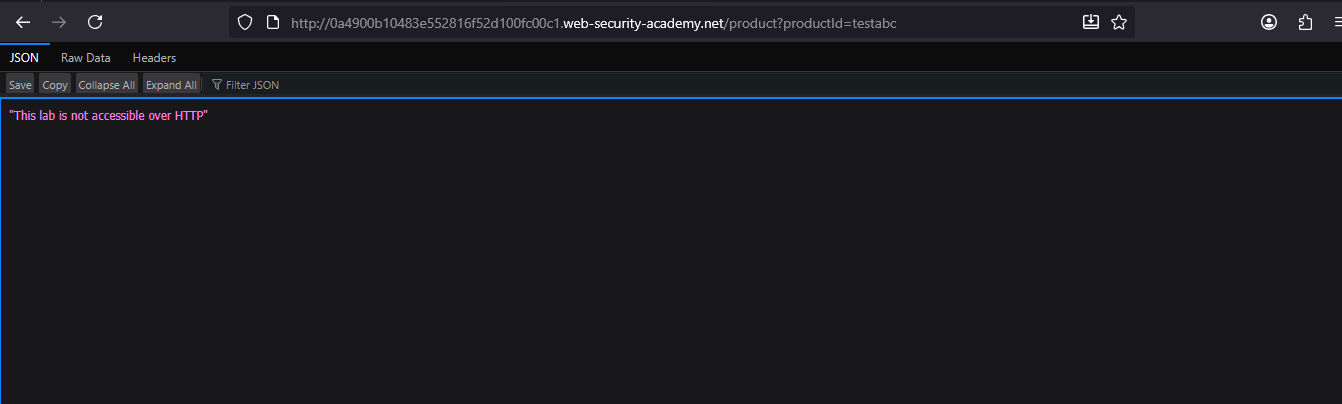 http://0a4900b10483e552816f52d100fc00c1.web-security-academy.net/product?productId=testabc
JSON Raw Data Headers
Save Copy Collapse All Expand All Filter JSON
"This lab is not accessible over HTTP"